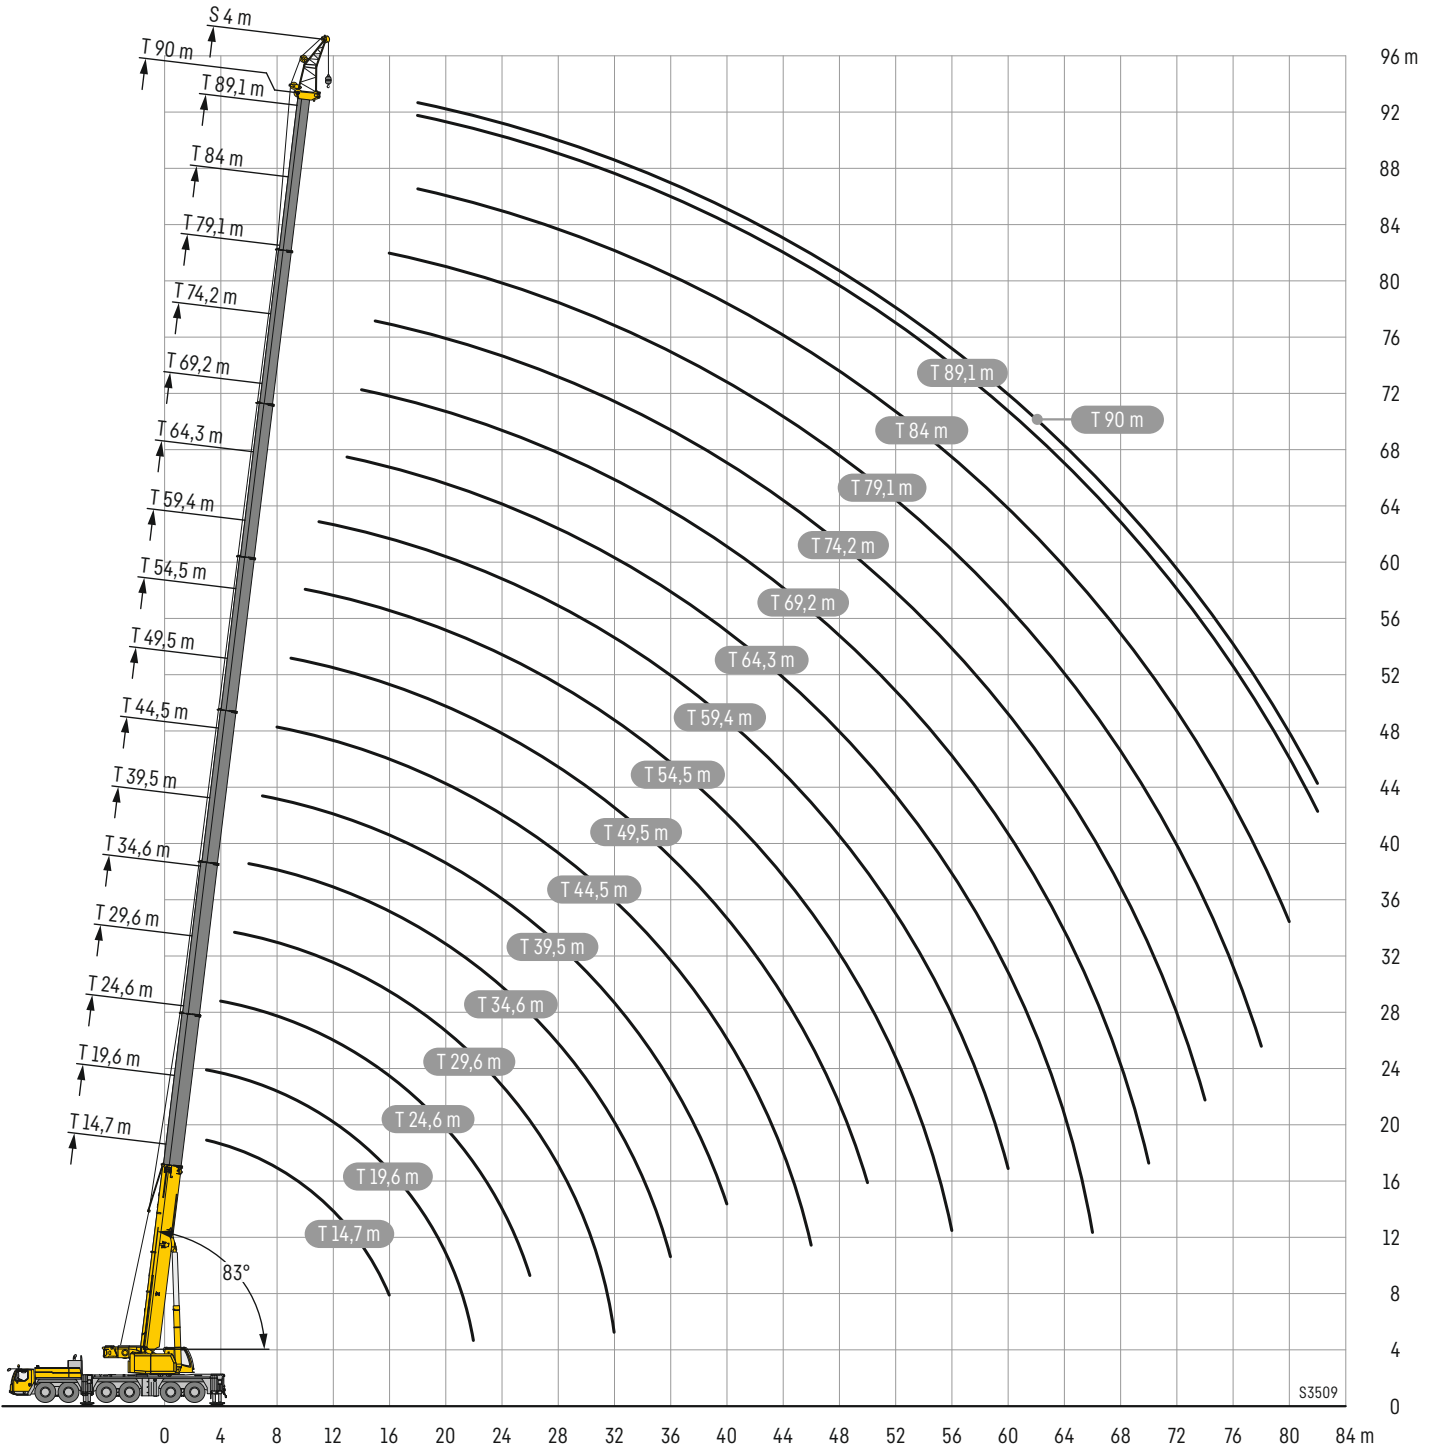 S 4 m
T 90 m
T 89,1 m
T 84 m
T 79,1 m
T 74,2 m
T 69,2 m
T 64,3 m
T 59,4 m
T 54,5 m
T 49,5 m
T 44,5 m
T 39,5 m
T 34,6 m
T 29,6 m
T 24,6 m
T 19,6 m
T 14,7 m
83°
T 89,1 m
T 90 m
T 84 m
T 79,1 m
T 74,2 m
T 69,2 m
T 64,3 m
T 59,4 m
T 54,5 m
T 49,5 m
T 44,5 m
T 39,5 m
T 34,6 m
T 29,6 m
T 24,6 m
T 19,6 m
T 14,7 m
96 m
92
88
84
80
76
72
68
64
60
56
52
48
44
40
36
32
28
24
20
16
12
8
4
0
S3509
0 4 8 12 16 20 24 28 32 36 40 44 48 52 56 60 64 68 72 76 80 84 m